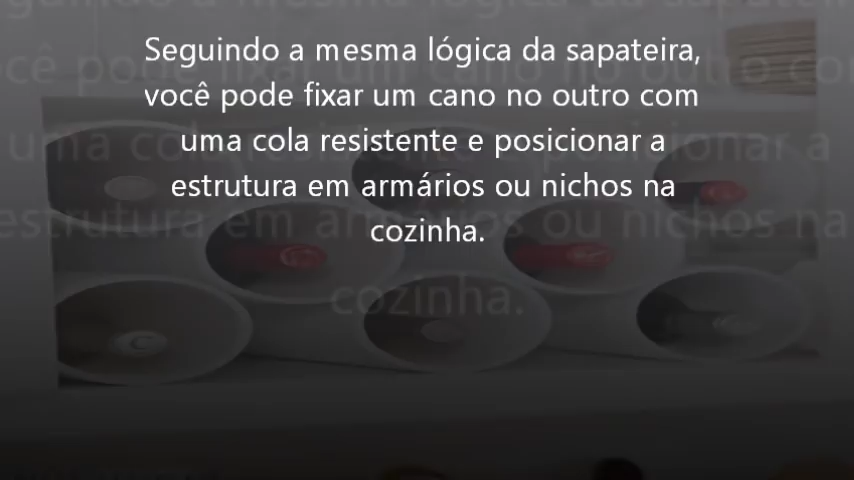 Seguindo a mesma lógica da sapateira,
você pode fixar um cano no outro com
uma cola resistente e posicionar a
estrutura em armários ou nichos na
cozinha.